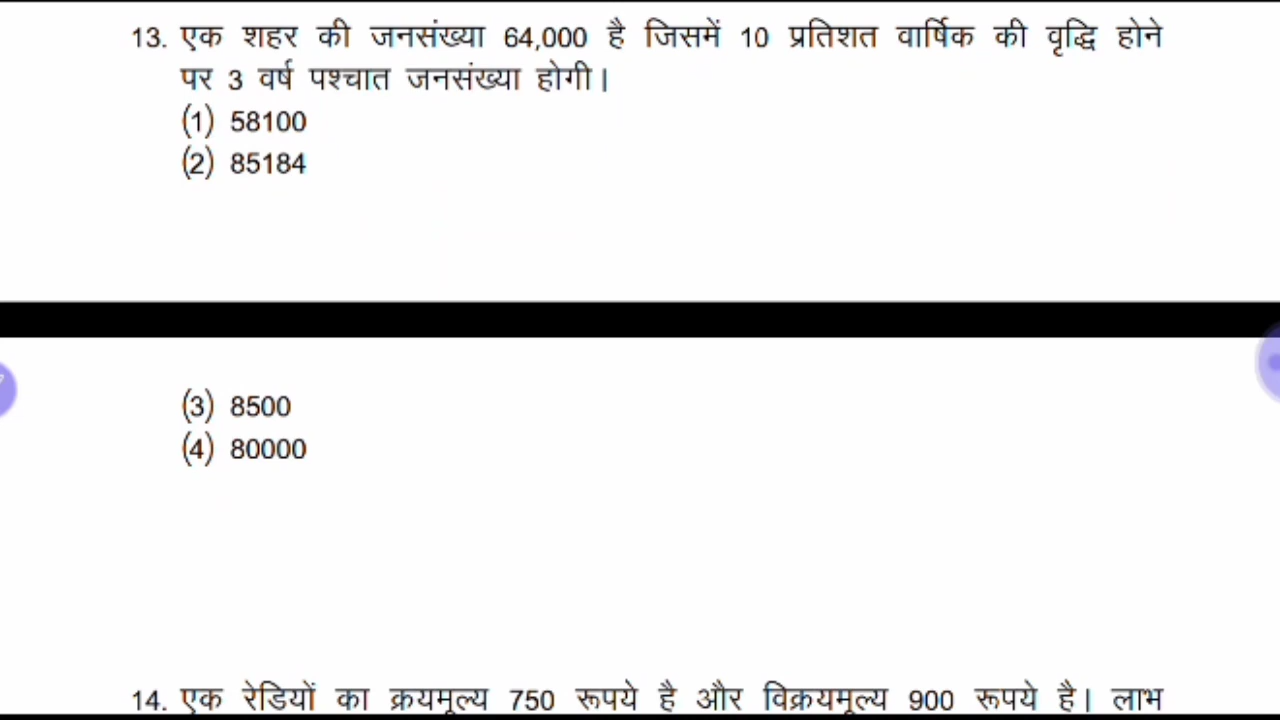 13. एक शहर की जनसंख्या 64,000 है जिसमें 10 प्रतिशत वार्षिक की वृद्धि होने
पर 3 वर्ष पश्चात जनसंख्या होगी।
(1) 58100
(2) 85184
(3) 8500
(4) 80000
14. एक रेडियों का क्रयमूल्य 750 रूपये है और विक्रयमूल्य 900 रूपये है। लाभ